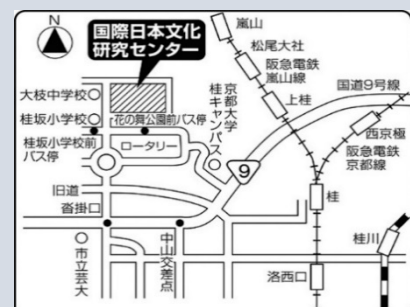 N
国際日本文化
研究センター
嵐山
松尾大社
阪急電鉄
嵐山線
上桂
国道9号線
大枝中学校
桂坂小学校
花の舞公園前バス停
桂坂小学校前
バス停
ロータリー
京都大学
桂キャンパス
西京極
阪急電鉄
京都線
9
旧道
沓掛口
桂
桂川
市立芸大
中山交差点
洛西口